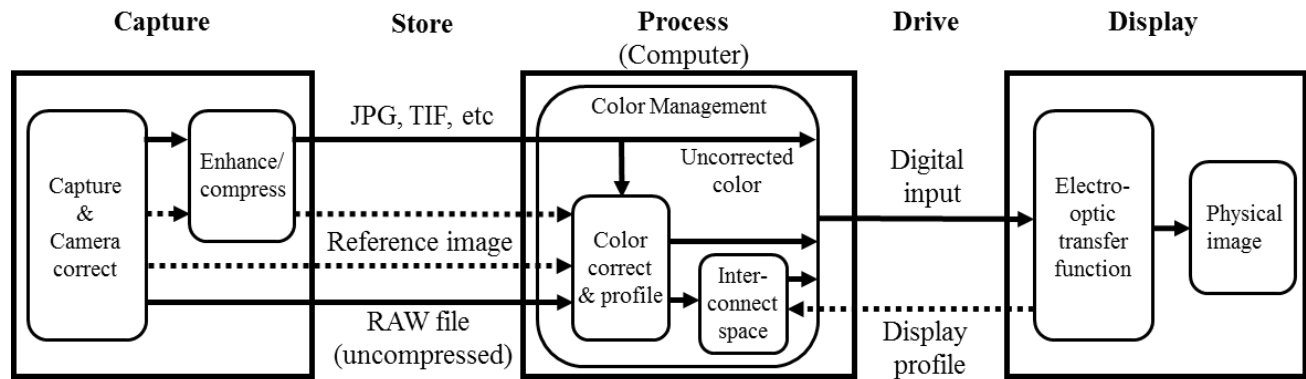 Capture
Store
Process
(Computer)
Drive
Display
Capture
&
Camera
correct
Enhance/
compress
JPG, TIF, etc
Reference image
RAW file
(uncompressed)
Color Management
Uncorrected
color
Color
correct
& profile
Inter-
connect
space
Digital
input
Display
profile
Electro-
optic
transfer
function
Physical
image